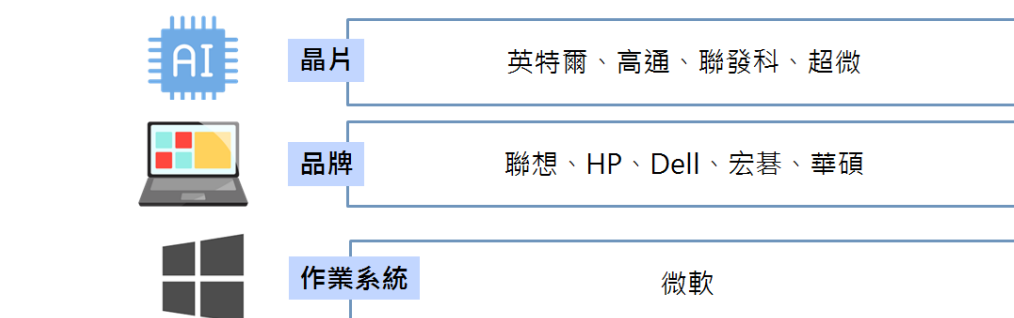 AI
晶片
英特爾、高通、聯發科、超微
品牌
聯想、HP、Dell、宏碁、華碩
作業系統
微軟